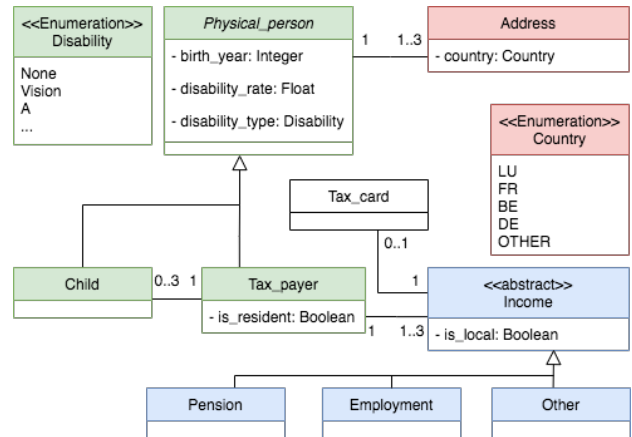 <<Enumeration>>
Disability
None
Vision
A
...
Physical_person
- birth_year: Integer
- disability_rate: Float
- disability_type: Disability
1
1..3
Address
- country: Country
<<Enumeration>>
Country
LU
FR
BE
DE
OTHER
Tax_card
0..1
1
Child
0..3
1
Tax_payer
- is_resident: Boolean
1
1..3
<<abstract>>
Income
- is_local: Boolean
Pension
Employment
Other